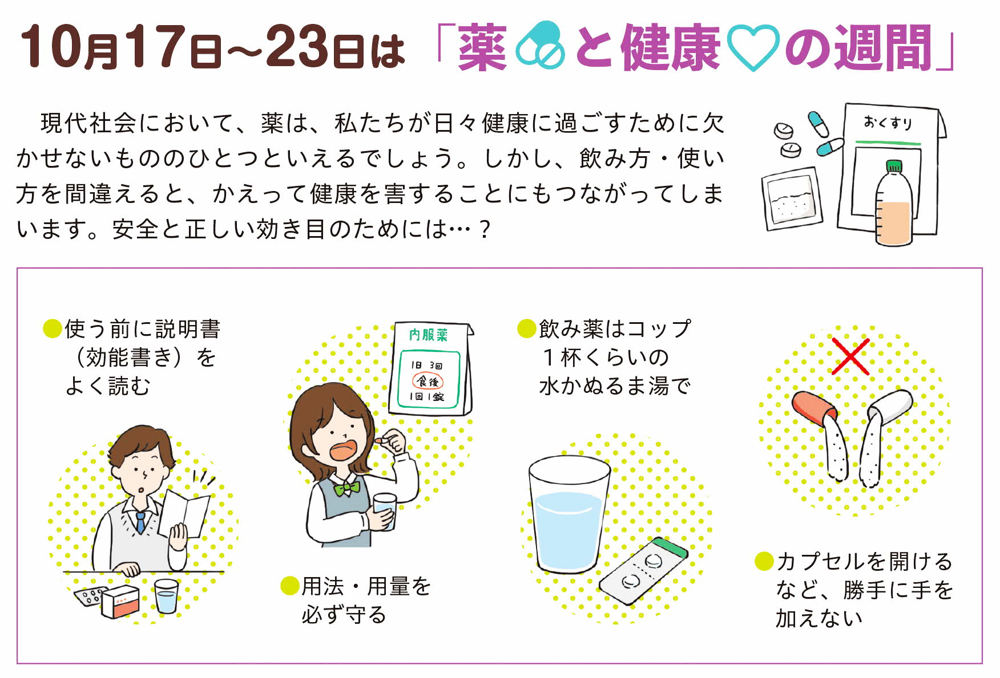 10月17日～23日は「薬と健康の週間」
現代社会において、薬は、私たちが日々健康に過ごすために欠
かせないもののひとつといえるでしょう。しかし、飲み方・使い
方を間違えると、かえって健康を害することにもつながってしま
います。安全と正しい効き目のためには…？
おくすり
●使う前に説明書
（効能書き）を
よく読む
内服薬
1日 3回
食後
1回1錠
●用法・用量を
必ず守る
●飲み薬はコップ
１杯くらいの
水かぬるま湯で
●カプセルを開ける
など、勝手に手を
加えない